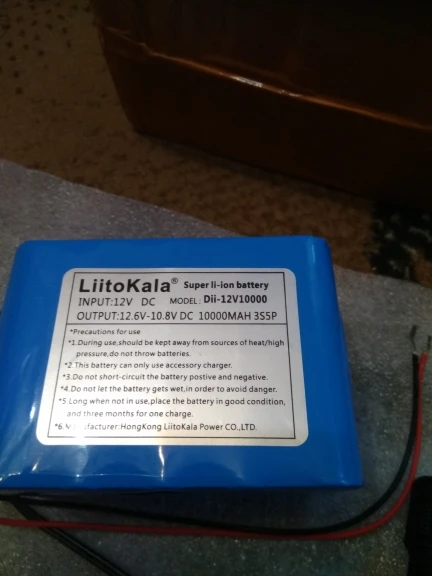 LiitoKala® Super li-ion battery
INPUT:12V DC MODEL: Dii-12V10000
OUTPUT:12.6V-10.8V DC 10000MAH 3S5P
*Precautions for use
*1.During use,should be kept away from sources of heat/high
pressure,do not throw batteries.
*2.This battery can only use accessory charger.
*3.Do not short-circuit the battery postive and negative.
*4.Do not let the battery gets wet,in order to avoid danger.
*5.Long when not in use,place the battery in good condition,
and three months for one charge.
*6. :HongKong LiitoKala Power CO.,LTD.